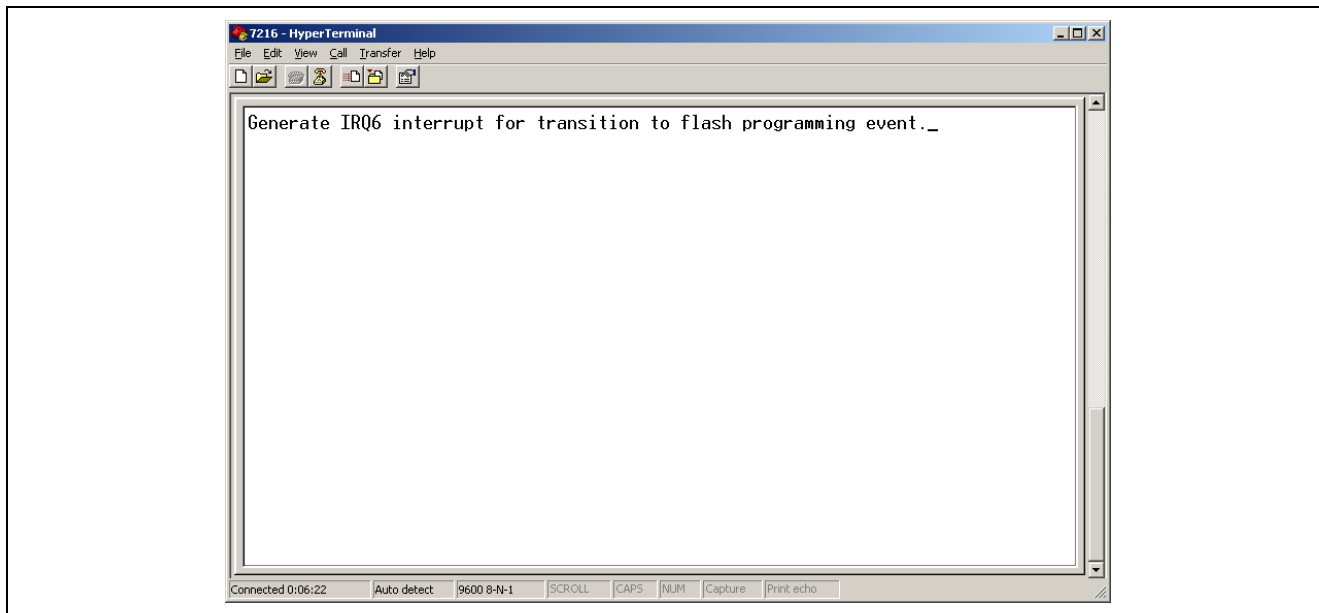 7216 - HyperTerminal
File Edit View Call Transfer Help
Generate IRQ6 interrupt for transition to flash programming event._
Connected 0:06:22 Auto detect 9600 8-N-1 SCROLL CAPS NUM Capture Print echo